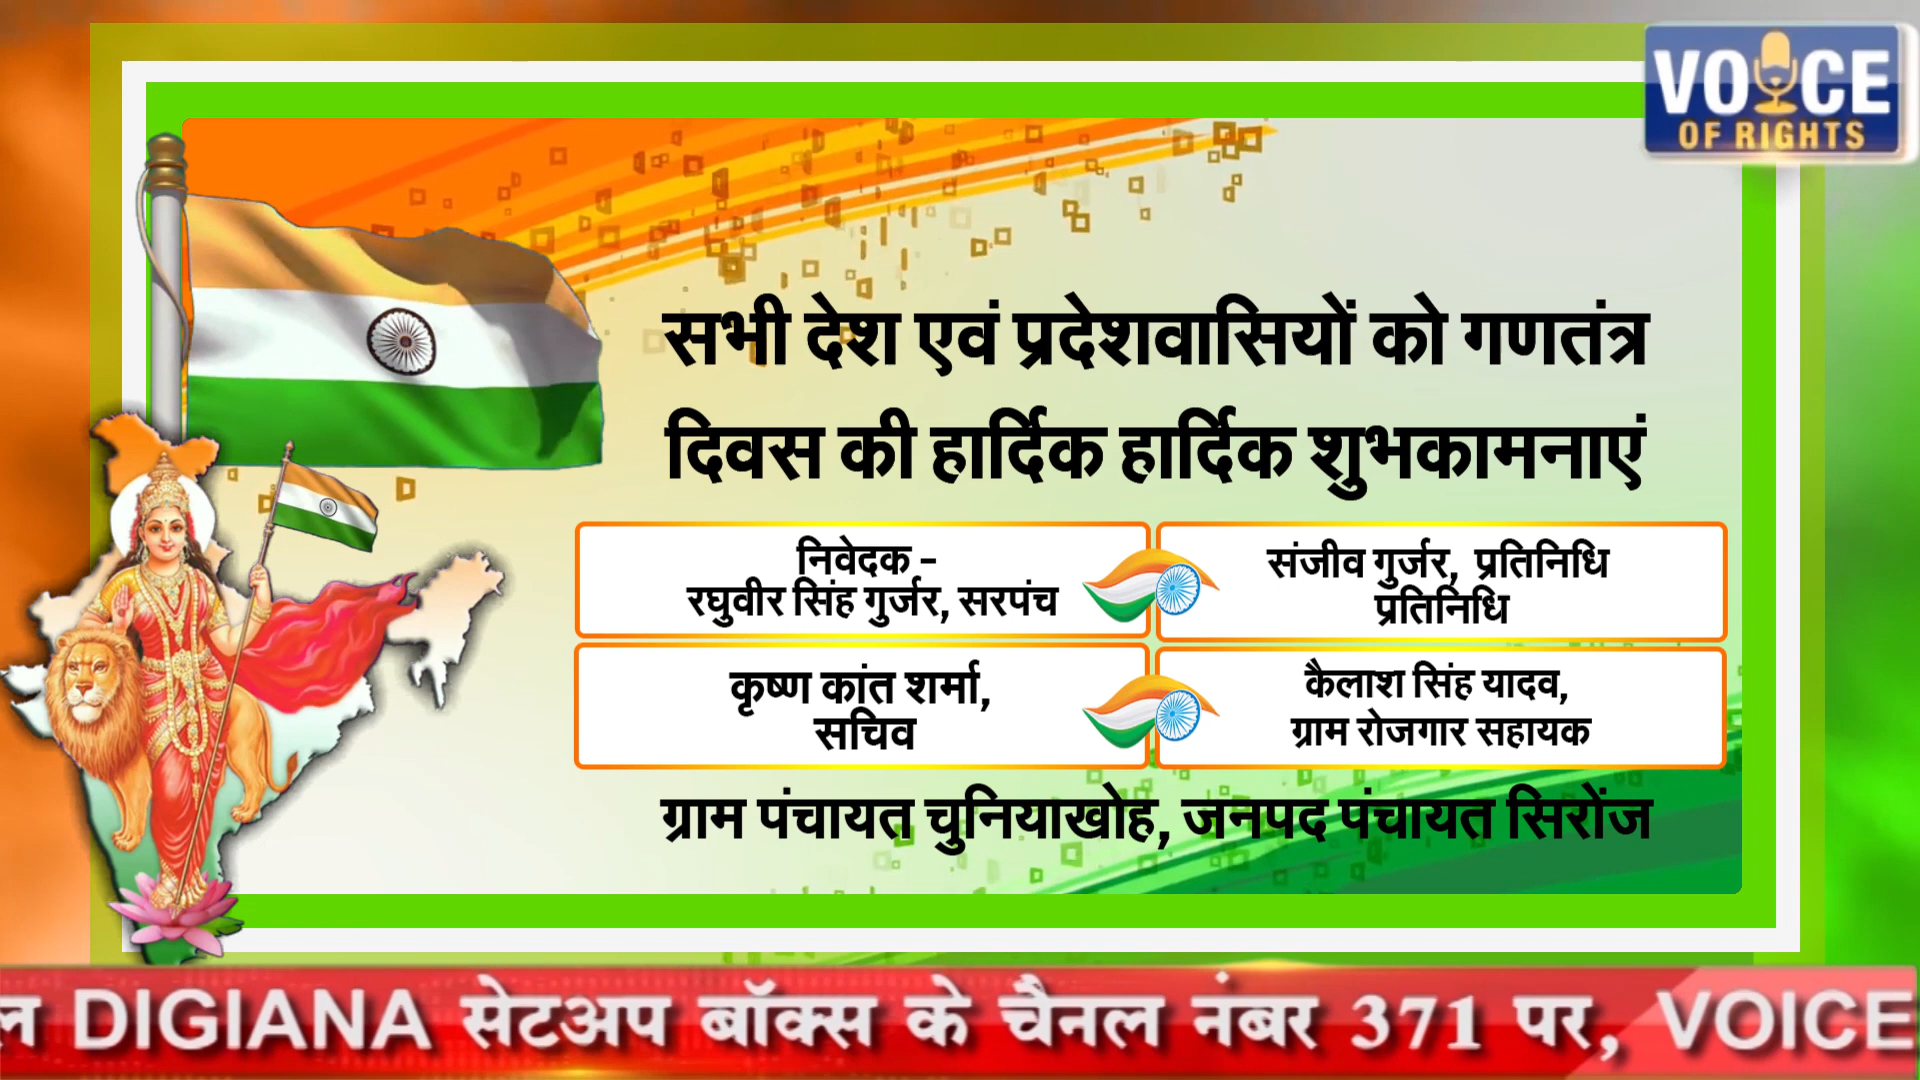 VOICE
OF RIGHTS
सभी देश एवं प्रदेशवासियों को गणतंत्र
दिवस की हार्दिक हार्दिक शुभकामनाएं
निवेदक –
रघुवीर सिंह गुर्जर, सरपंच
संजीव गुर्जर, प्रतिनिधि
प्रतिनिधि
कृष्ण कांत शर्मा,
सचिव
कैलाश सिंह यादव,
ग्राम रोजगार सहायक
ग्राम पंचायत चुनियाखोह, जनपद पंचायत सिरोंज
ल DIGIANA सेटअप बॉक्स के चैनल नंबर 371 पर, VOICE